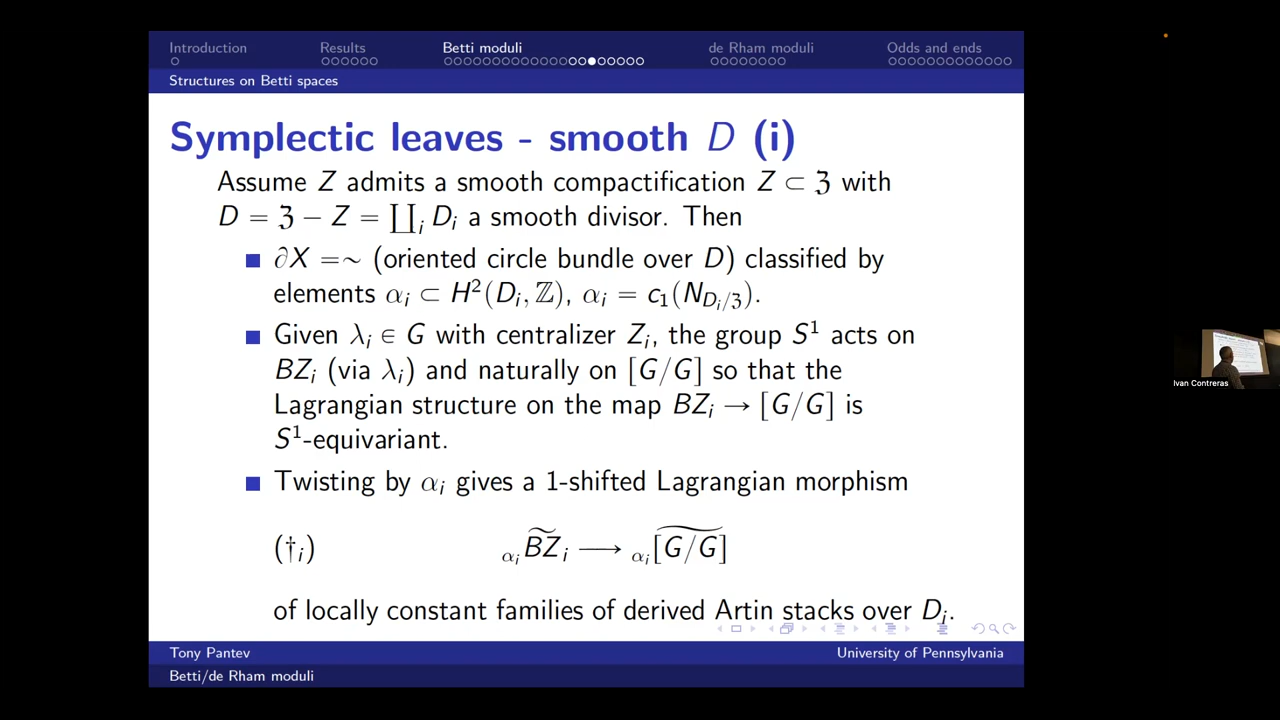 Introduction Results Betti moduli de Rham moduli Odds and ends
Structures on Betti spaces
Symplectic leaves - smooth D (i)
Assume Z admits a smooth compactification Z ⊂ ℨ with
D = ℨ − Z = ∐ᵢ Dᵢ a smooth divisor. Then
∂X =∼ (oriented circle bundle over D) classified by
elements αᵢ ⊂ H²(Dᵢ, ℤ), αᵢ = c₁(N_{Dᵢ/ℨ}).
Given λᵢ ∈ G with centralizer Zᵢ, the group S¹ acts on
BZᵢ (via λᵢ) and naturally on [G/G] so that the
Lagrangian structure on the map BZᵢ → [G/G] is
S¹-equivariant.
Twisting by αᵢ gives a 1-shifted Lagrangian morphism
(†ᵢ) _{αᵢ}\widetilde{BZ}ᵢ ⟶ _{αᵢ}\widetilde{[G/G]}
of locally constant families of derived Artin stacks over Dᵢ.
Tony Pantev University of Pennsylvania
Betti/de Rham moduli
Ivan Contreras